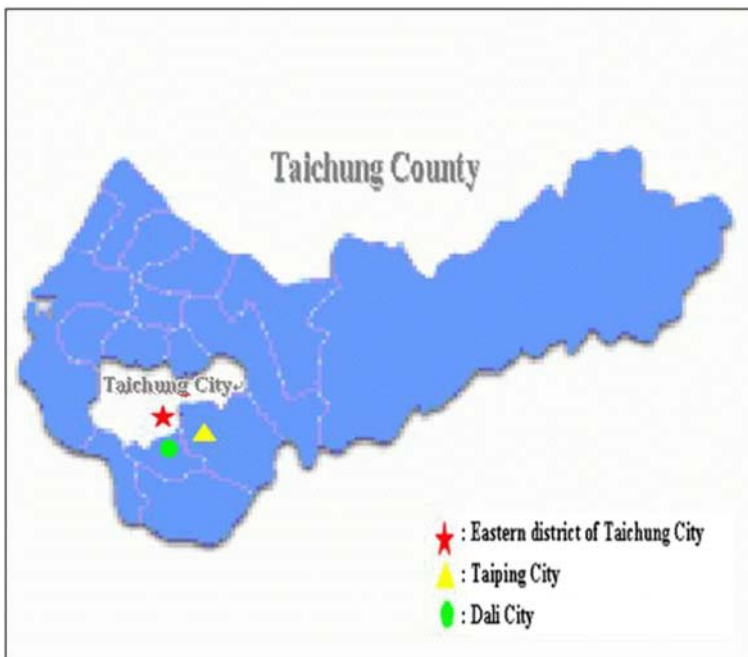 Taichung County
Taichung City
: Eastern district of Taichung City
: Taiping City
: Dali City